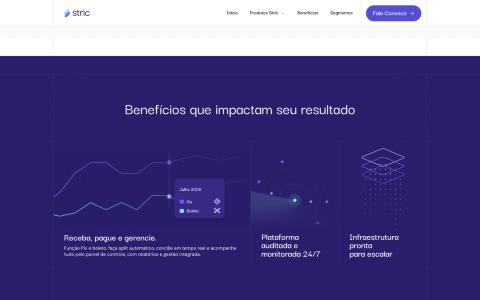 stric
Início
Produtos Stric
Benefícios
Segmentos
Fale Conosco
Benefícios que impactam seu resultado
Julho 2026
Pix
Boleto
Receba, pague e gerencie.
Função Pix e boleto, faça split automático, concilie em tempo real e acompanhe
tudo pelo painel de controle, com relatórios e gestão integrada.
Plataforma
auditada e
monitorada 24/7
Infraestrutura
pronta
para escalar